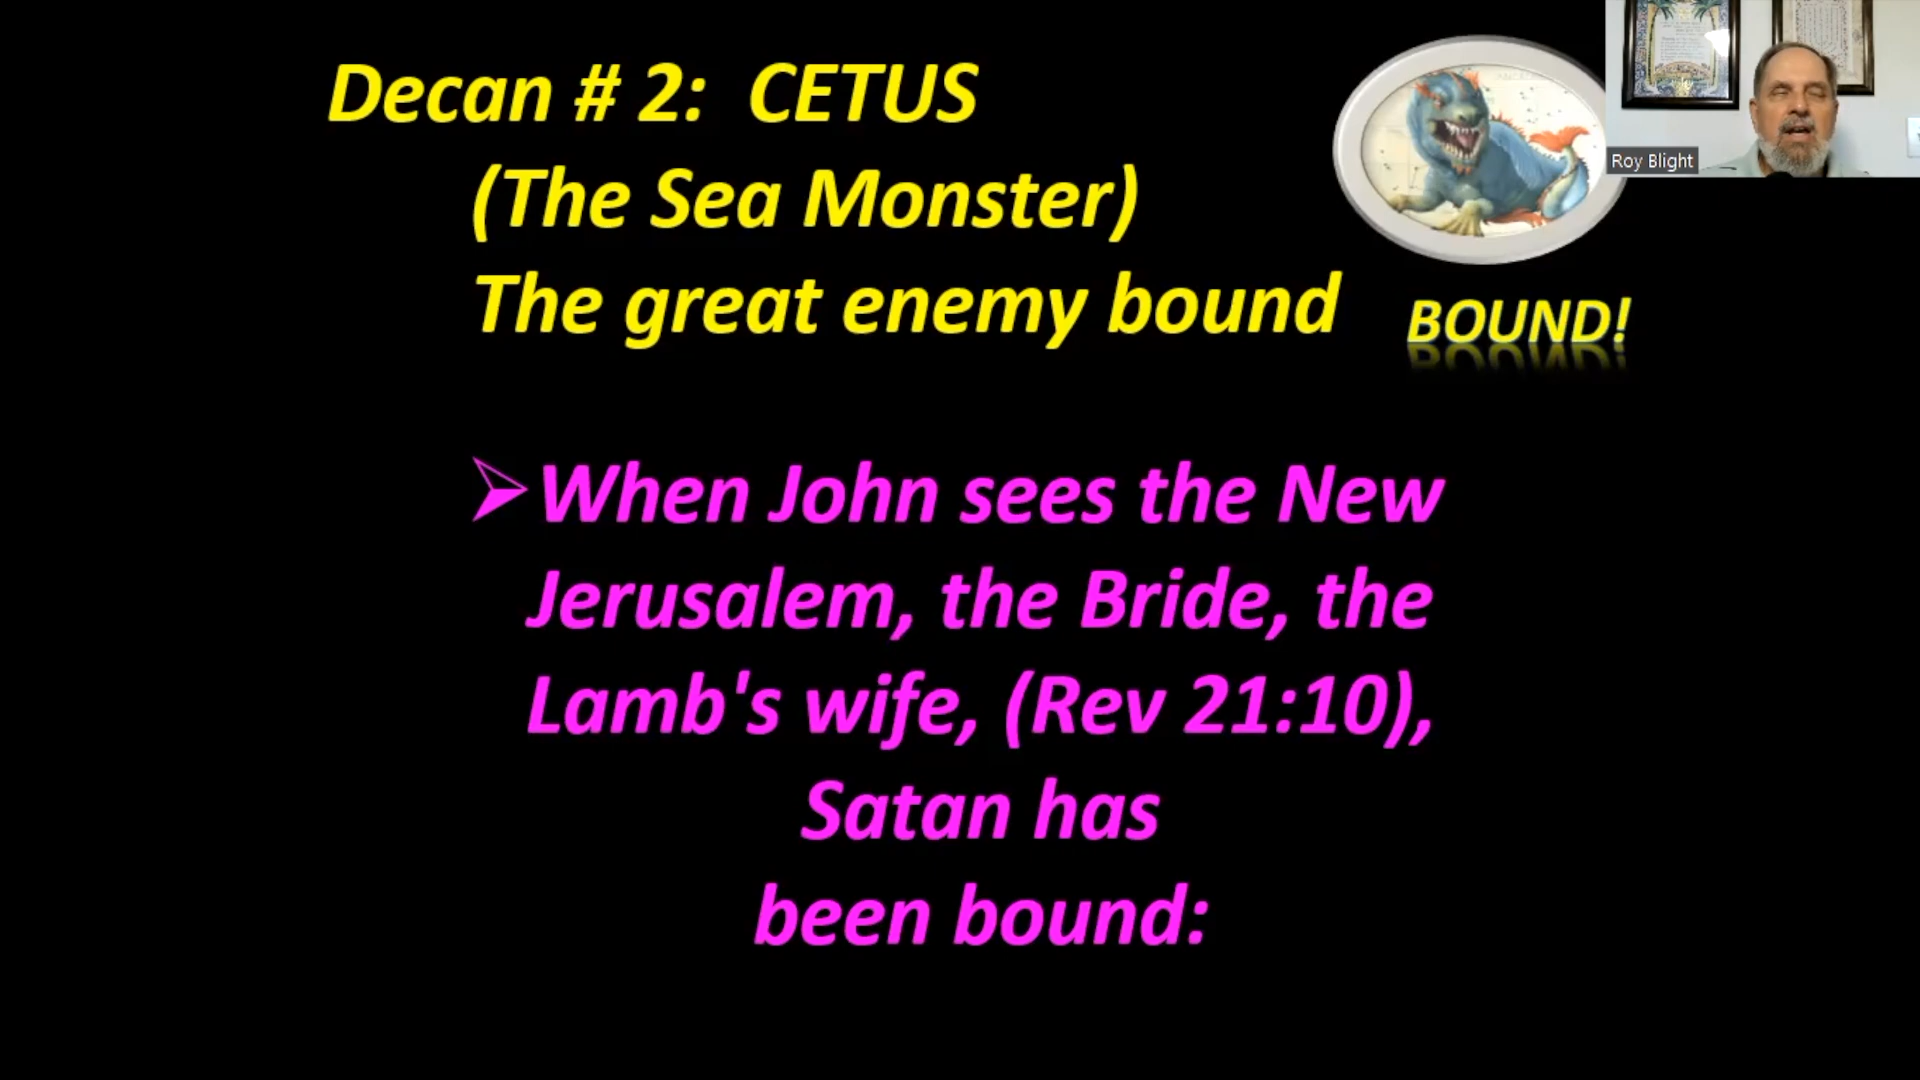 Decan # 2:  CETUS
(The Sea Monster)
The great enemy bound
BOUND!
Roy Blight
➢When John sees the New
Jerusalem, the Bride, the
Lamb's wife, (Rev 21:10),
Satan has
been bound: